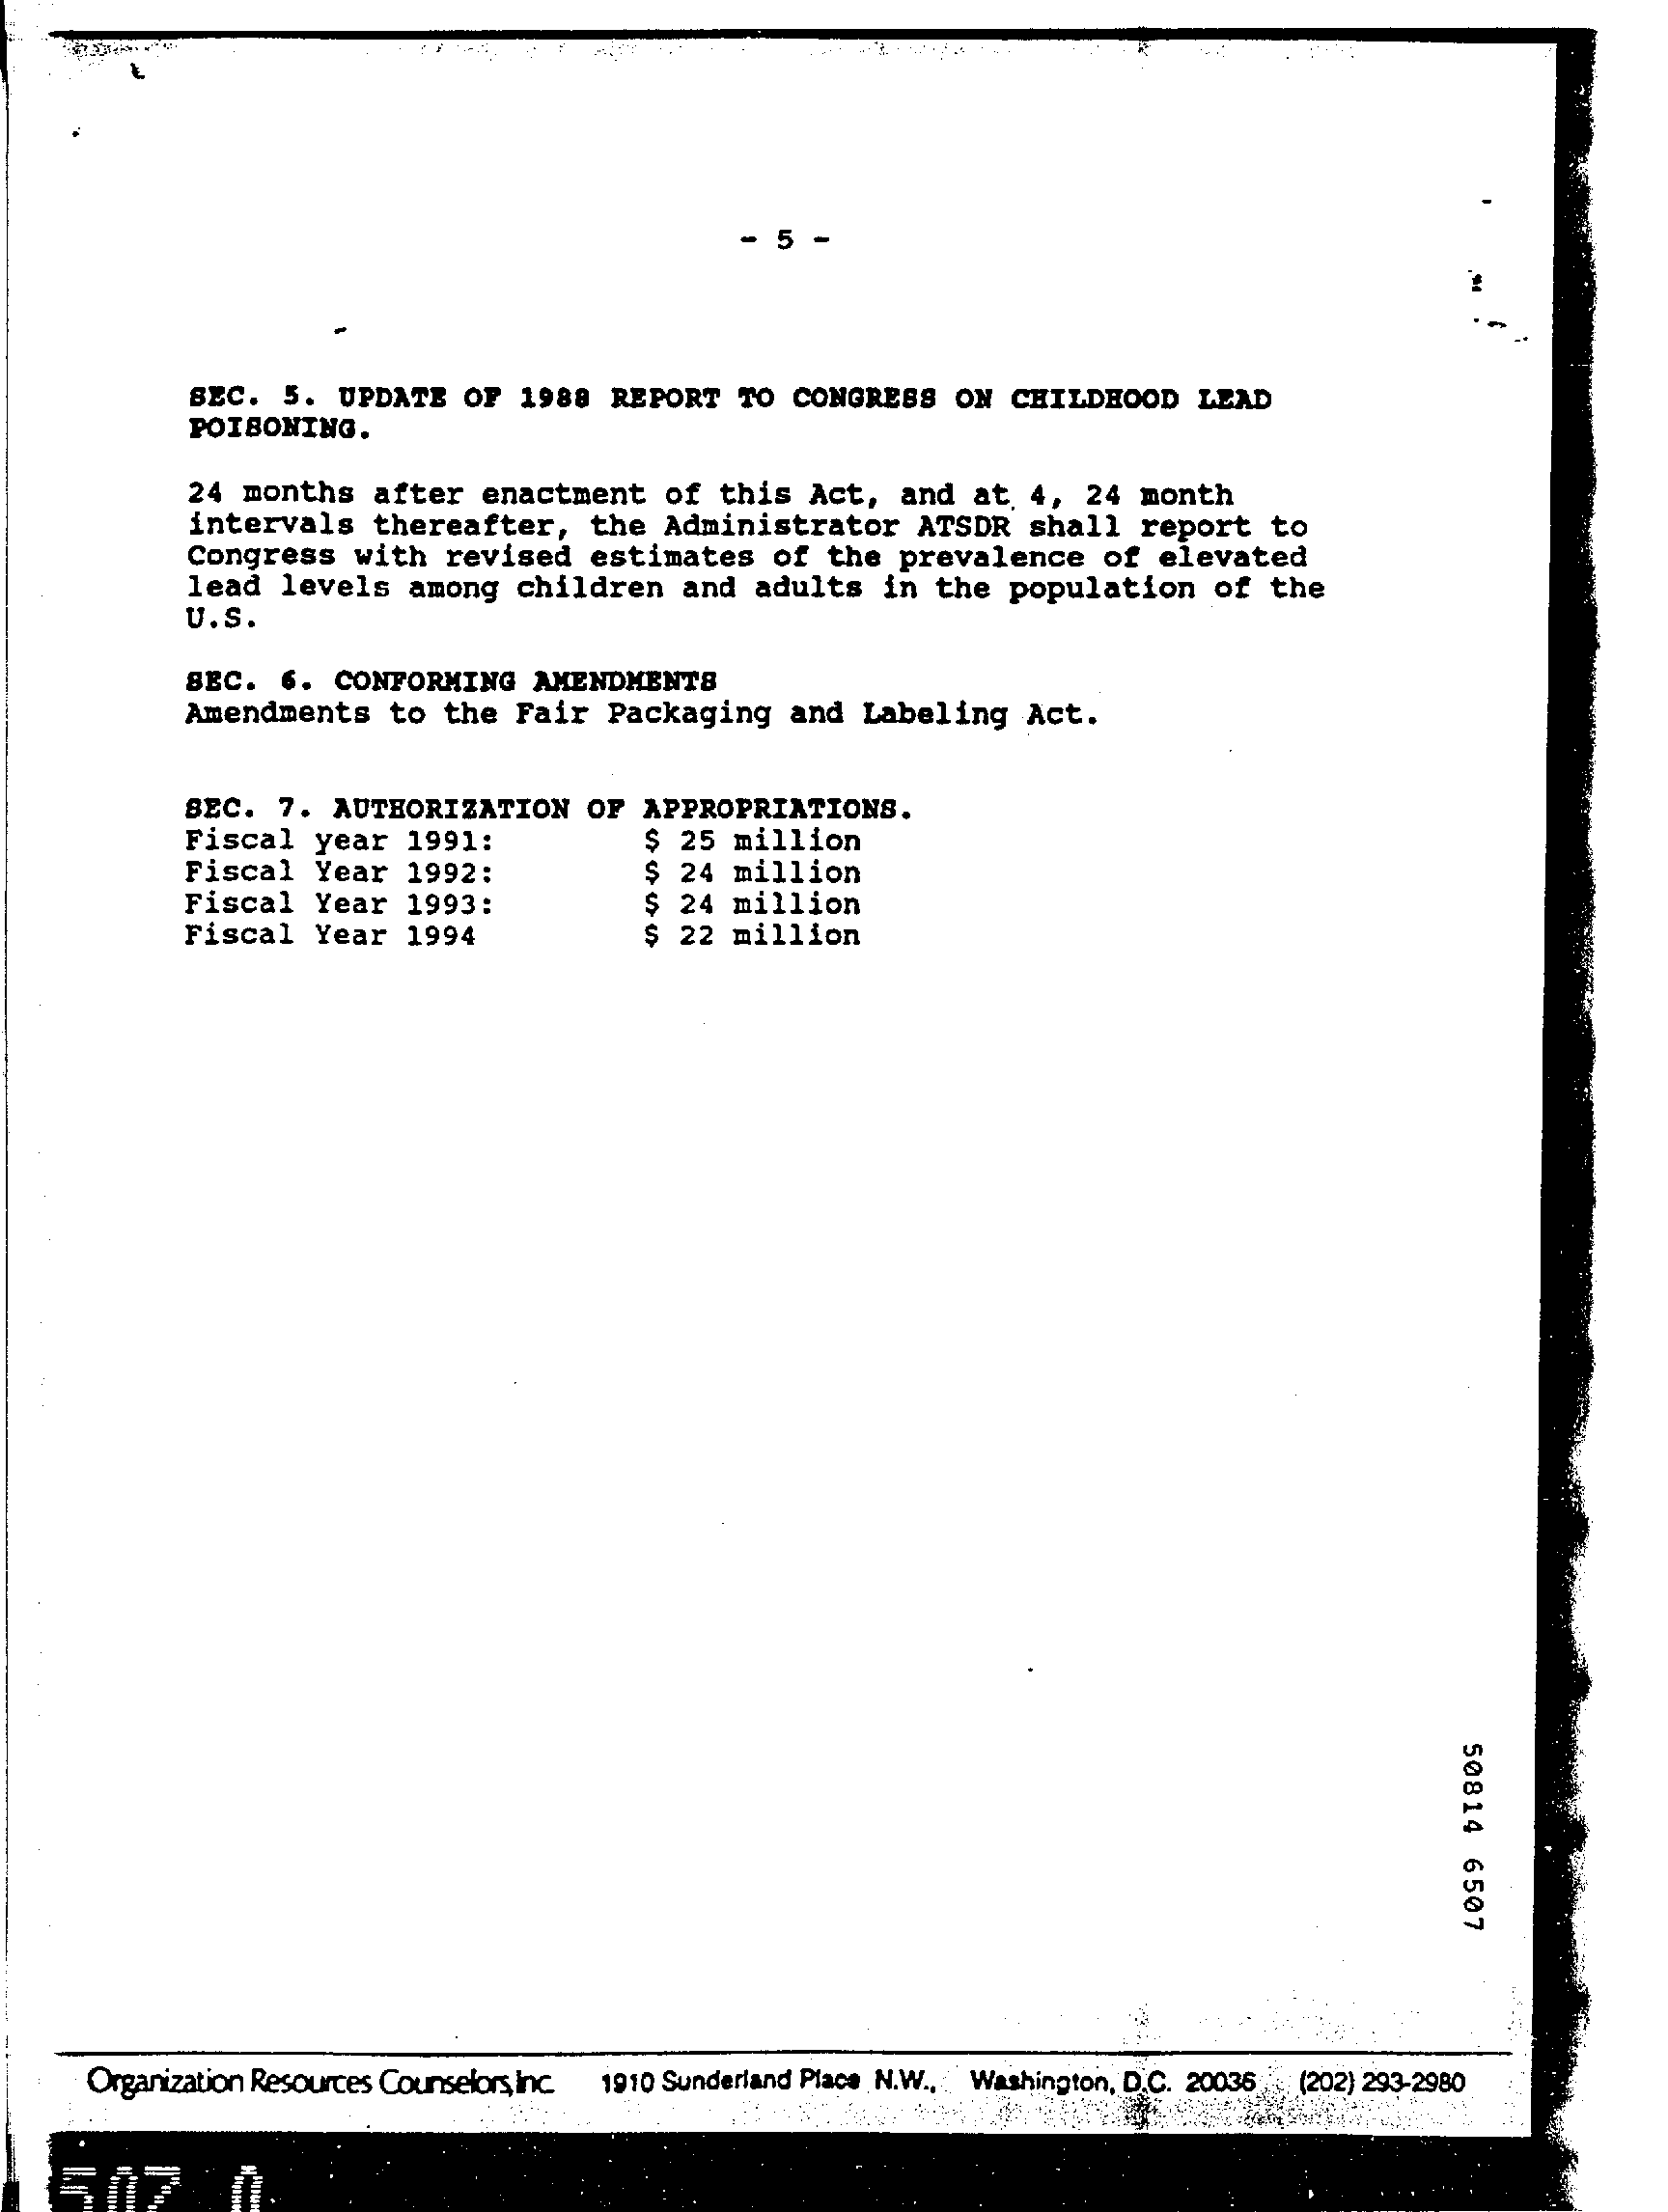 - 5 -
SEC. 5. UPDATE OF 1988 REPORT TO CONGRESS ON CHILDHOOD LEAD
POISONING.
24 months after enactment of this Act, and at 4, 24 month
intervals thereafter, the Administrator ATSDR shall report to
Congress with revised estimates of the prevalence of elevated
lead levels among children and adults in the population of the
U.S.
SEC. 6. CONFORMING AMENDMENTS
Amendments to the Fair Packaging and Labeling Act.
SEC. 7. AUTHORIZATION OF APPROPRIATIONS.
Fiscal year 1991: $ 25 million
Fiscal Year 1992: $ 24 million
Fiscal Year 1993: $ 24 million
Fiscal Year 1994 $ 22 million
50814 6507
Organization Resources Counselors, Inc. 1910 Sunderland Place N.W., Washington, D.C. 20036 (202) 293-2980